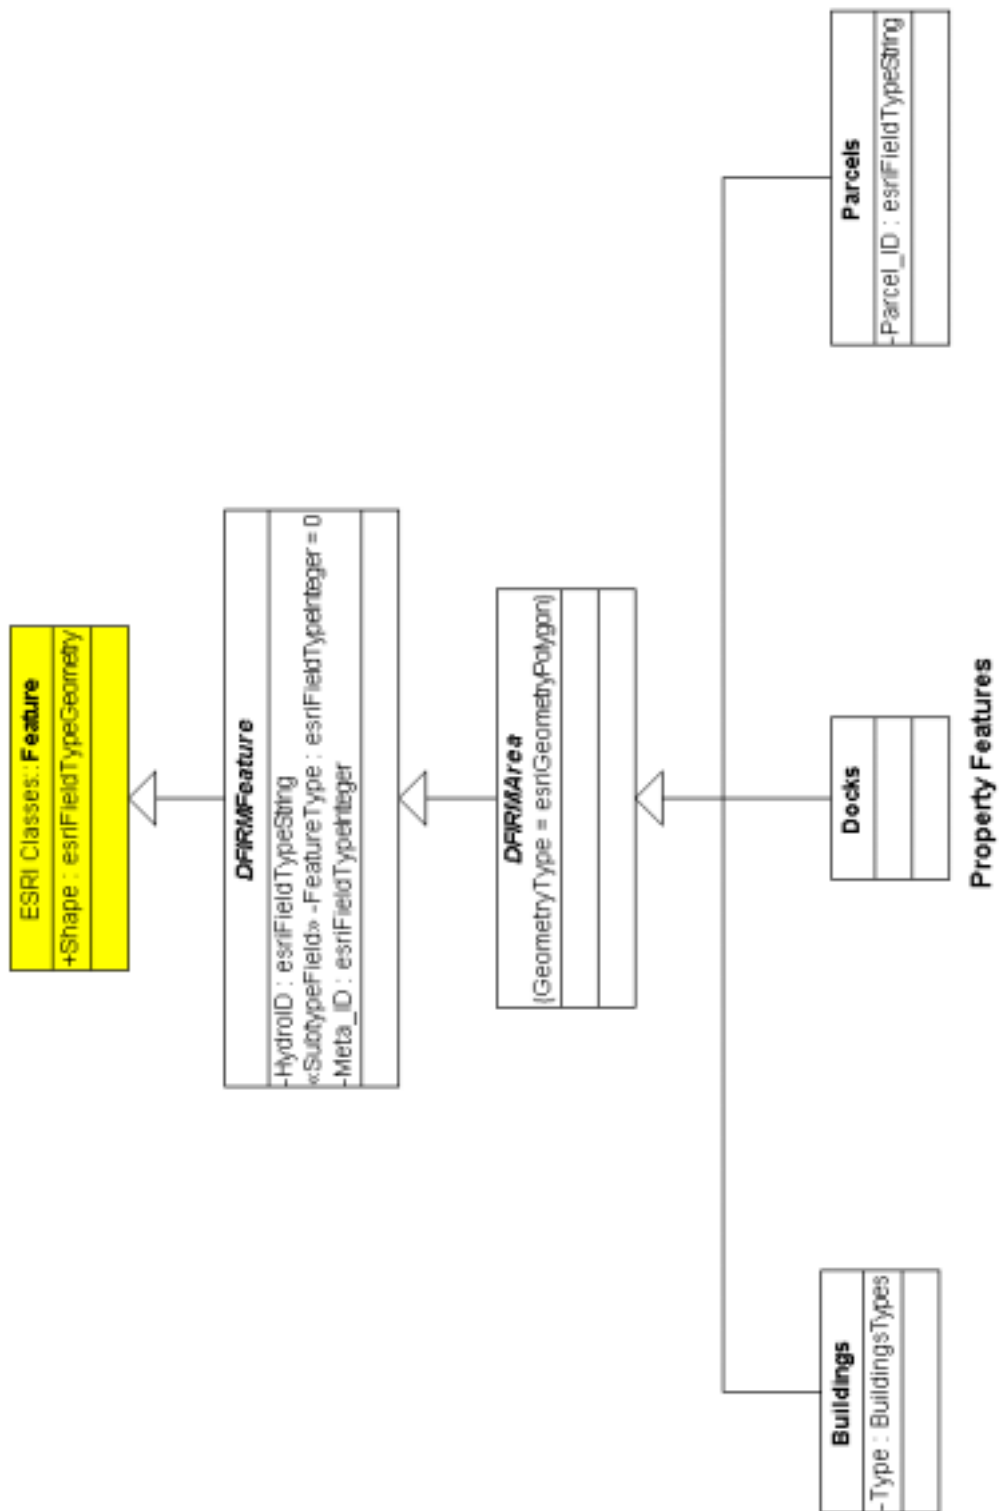 ESRI Classes::Feature
+Shape : esriFieldTypeGeometry
DFIRMFeature
-HydroID : esriFieldTypeString
«SubtypeField» -FeatureType : esriFieldTypeInteger = 0
-Meta_ID : esriFieldTypeInteger
DFIRMArea
{GeometryType = esriGeometryPolygon}
Buildings
-Type : BuildingsTypes
Docks
Parcels
-Parcel_ID : esriFieldTypeString
Property Features